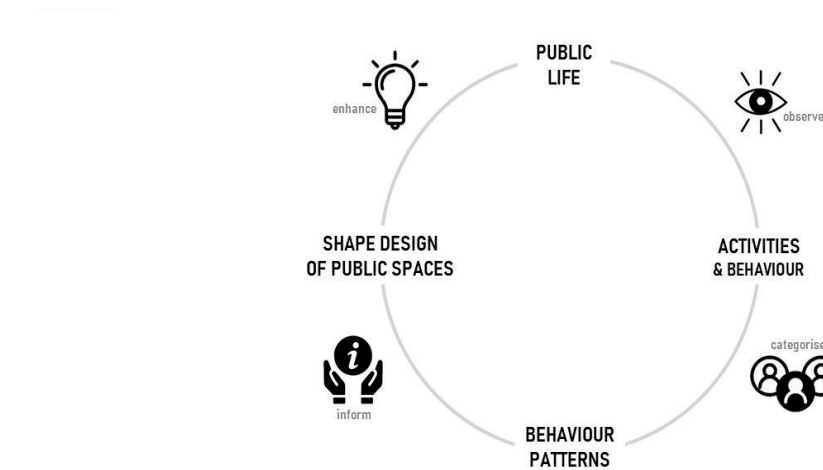 PUBLIC
LIFE
enhance
observe
SHAPE DESIGN
OF PUBLIC SPACES
ACTIVITIES
& BEHAVIOUR
categorise
i
inform
BEHAVIOUR
PATTERNS